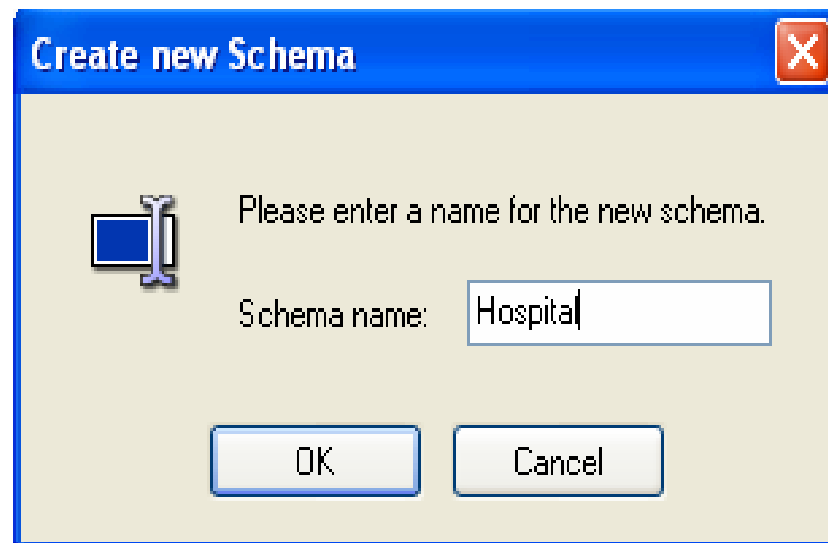 Create new Schema
Please enter a name for the new schema.
Schema name: Hospital
OK Cancel